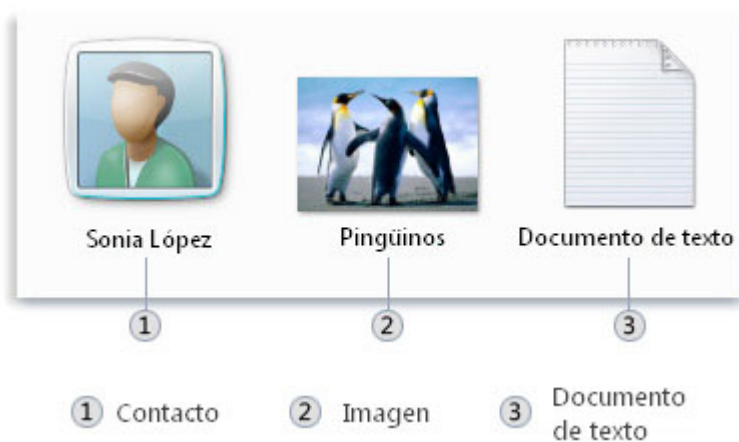 Sonia López
Pingüinos
Documento de texto
1
2
3
1 Contacto
2 Imagen
3 Documento
de texto